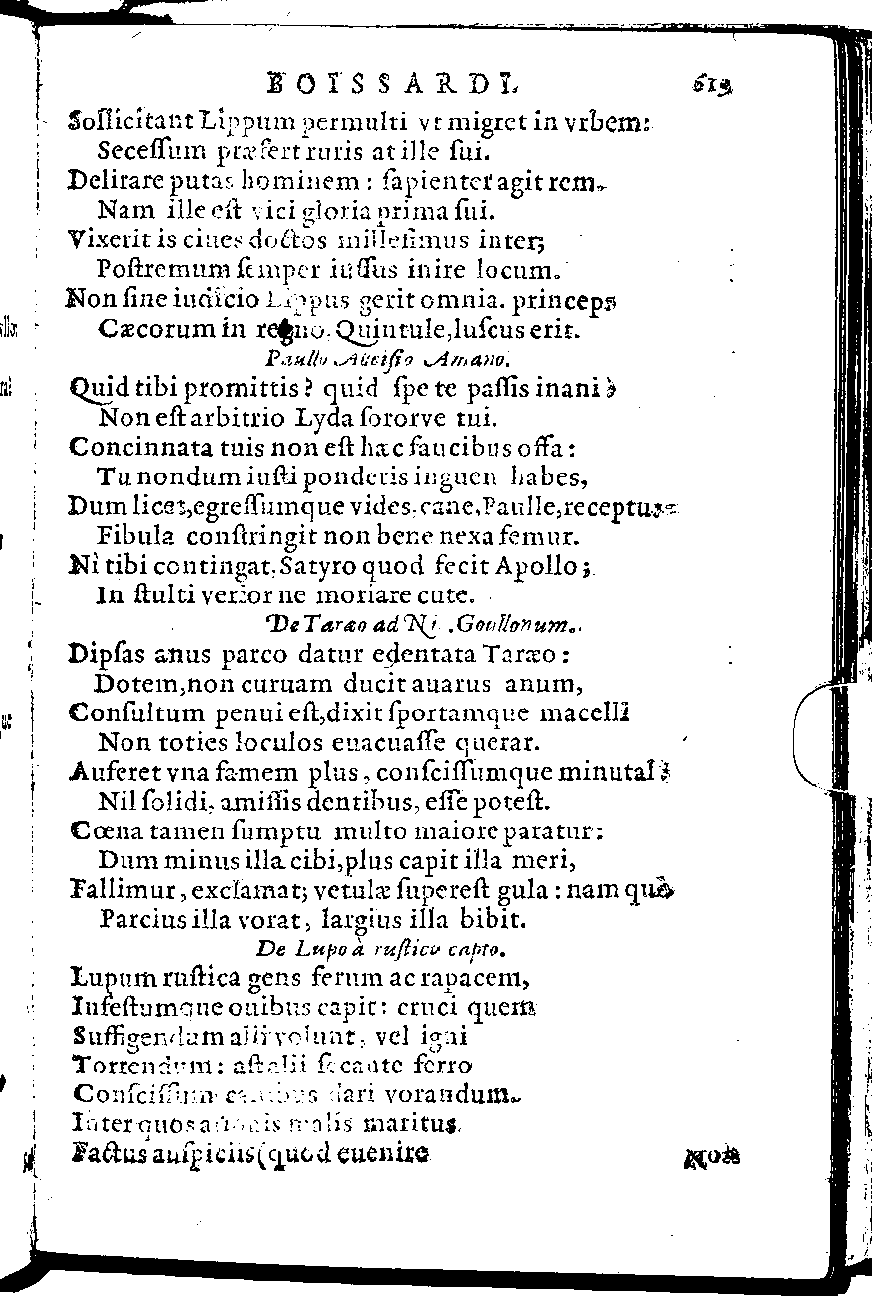 BOISSARDI. 619
Sollicitant Lippum permulti vt migret in vrbem:
Secessum præfert ruris at ille sui.
Delirare putas hominem: sapienter agit rem.
Nam ille est vici gloria prima sui.
Vixerit is ciues doctos millesimus inter;
Postremum semper iussus inire locum.
Non sine iudicio Lippus gerit omnia. princeps
Cæcorum in regno, Quintule, luscus erit.
Paullo Amano.
Quid tibi promittis? quid spe te passis inani?
Non est arbitrio Lyda sororve tui.
Concinnata tuis non est hæc faucibus offa:
Tu nondum iusti ponderis inguen habes,
Dum licet, egressumque vides, cane, Paulle, receptus:
Fibula constringit non bene nexa femur.
Ni tibi contingat, Satyro quod fecit Apollo;
In stulti verior ne moriare cute.
De Taræo ad Ni. Goullonum.
Dipsas anus parco datur edentata Taræo:
Dotem, non curuam ducit auarus anum,
Consultum penui est, dixit sportamque macelli
Non toties loculos euacuasse querar.
Auferet vna famem plus, conscissumque minutal;
Nil solidi, amissis dentibus, esse potest.
Cœna tamen sumptu multo maiore paratur:
Dum minus illa cibi, plus capit illa meri,
Fallimur, exclamat; vetulæ superest gula: nam quò
Parcius illa vorat, largius illa bibit.
De Lupo à rustico capto.
Lupum rustica gens ferum ac rapacem,
Infestumque ouibus capit: cruci quem
Suffigendum alii volunt, vel igni
Torrendum: ast alii secante ferro
Conscissum canibus dari vorandum.
Inter quos malis maritus
Factus auspiciis (quod euenire
non